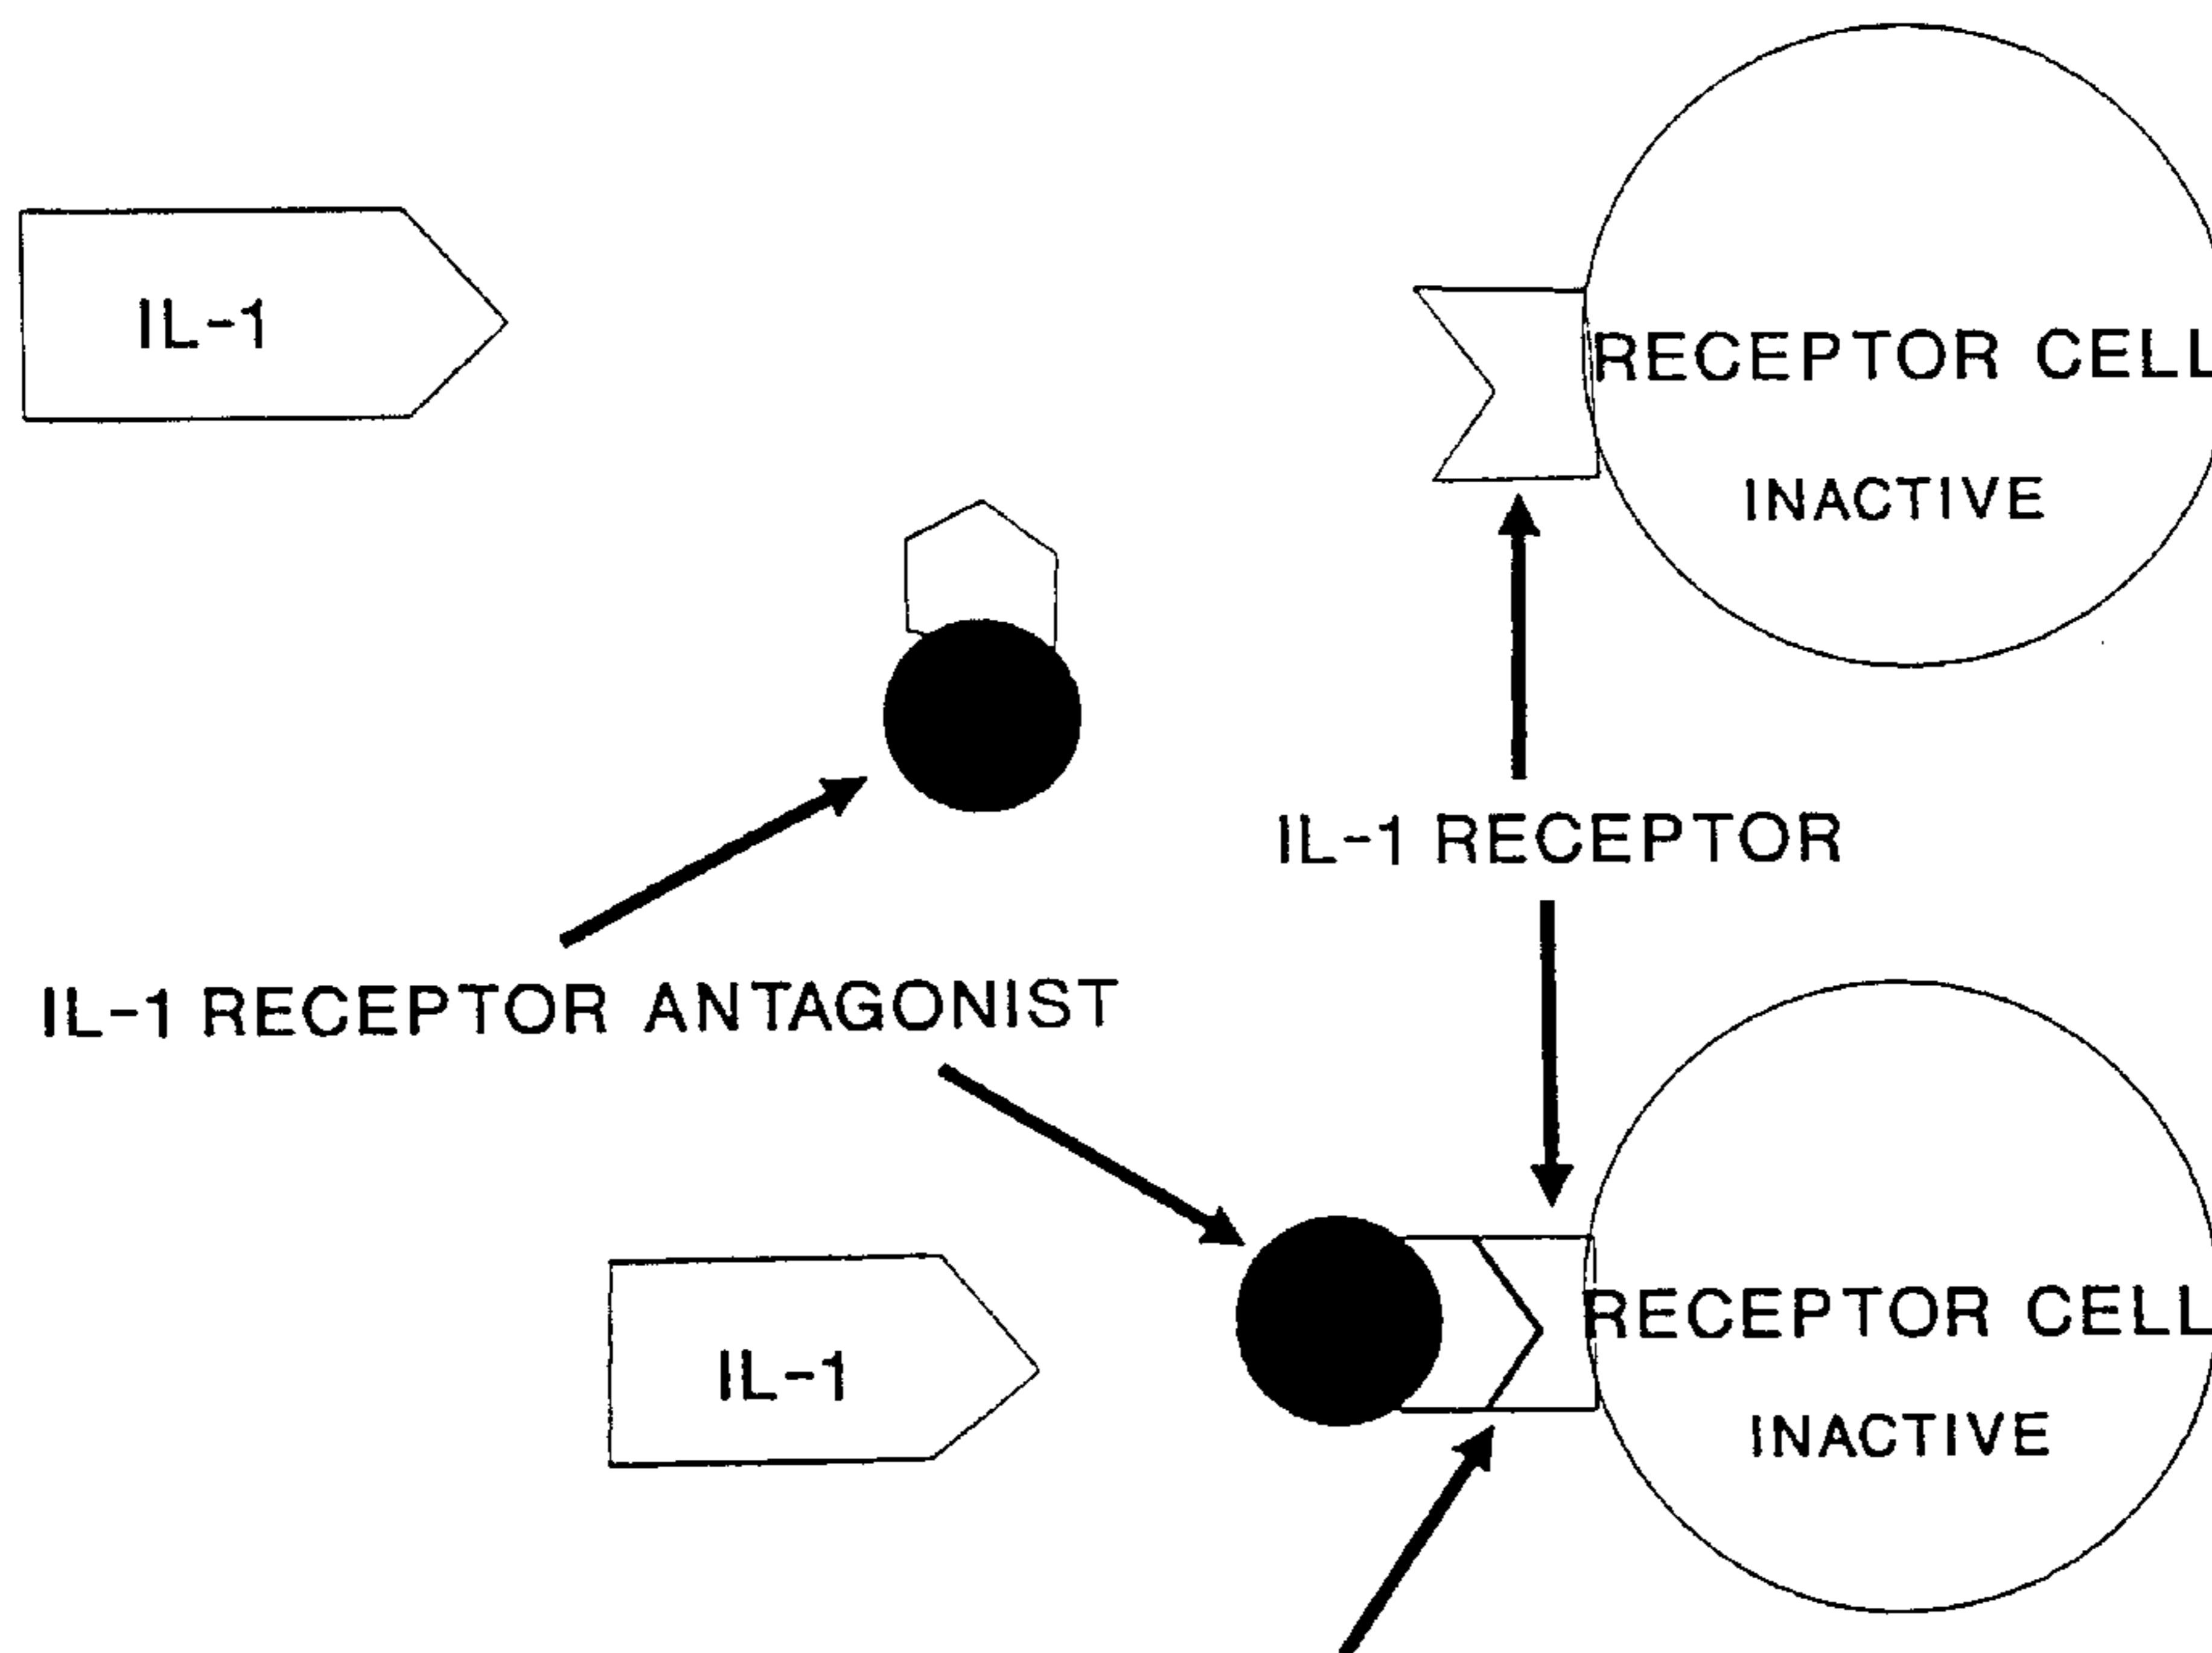 IL-1
RECEPTOR CELL
INACTIVE
IL-1 RECEPTOR
IL-1 RECEPTOR ANTAGONIST
IL-1
RECEPTOR CELL
INACTIVE